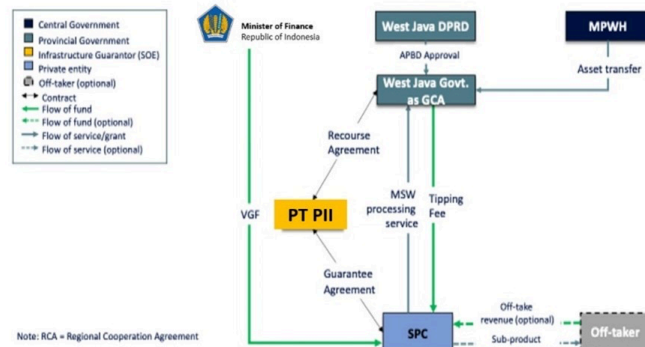 Central Government
Provincial Government
Infrastructure Guarantor (SOE)
Private entity
Off-taker (optional)
Contract
Flow of fund
Flow of fund (optional)
Flow of service/grant
Flow of service (optional)
Minister of Finance
Republic of Indonesia
West Java DPRD
MPWH
APBD Approval
Asset transfer
West Java Govt.
as GCA
Recourse
Agreement
VGF
PT PII
MSW
processing
service
Tipping
Fee
Guarantee
Agreement
Off-take
revenue (optional)
SPC
Off-taker
Sub-product
Note: RCA = Regional Cooperation Agreement